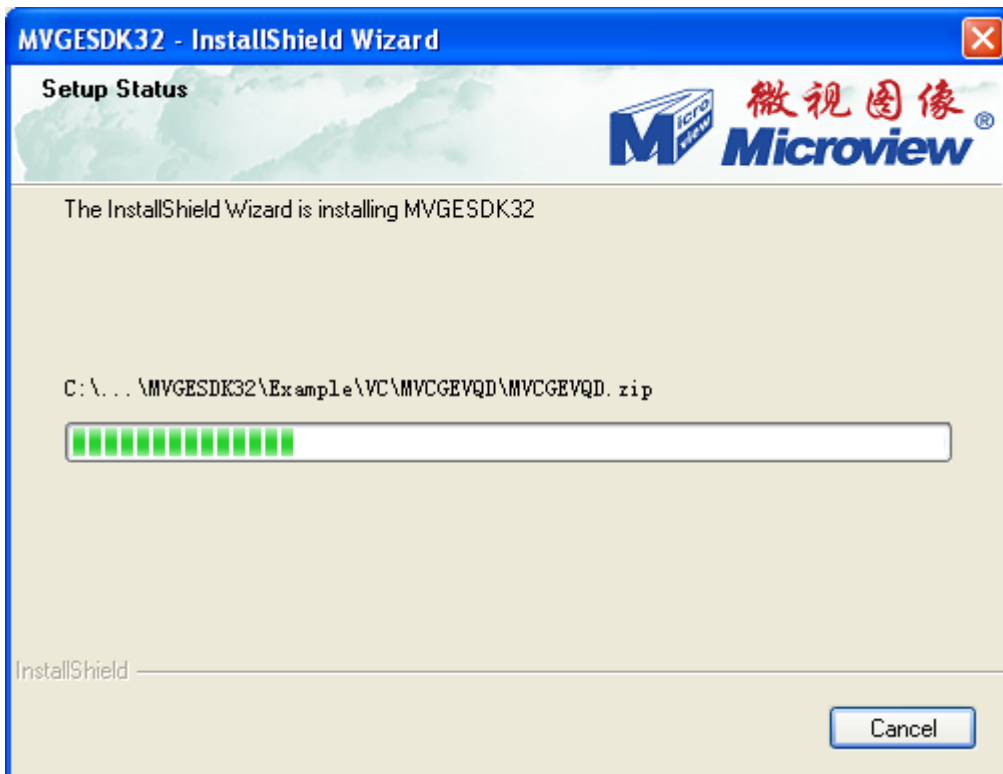 MVGESDK32 - InstallShield Wizard
Setup Status
Micro
view
微视图像®
Microview
The InstallShield Wizard is installing MVGESDK32
C:\...\MVGESDK32\Example\VC\MVCGEVQD\MVCGEVQD.zip
InstallShield
Cancel